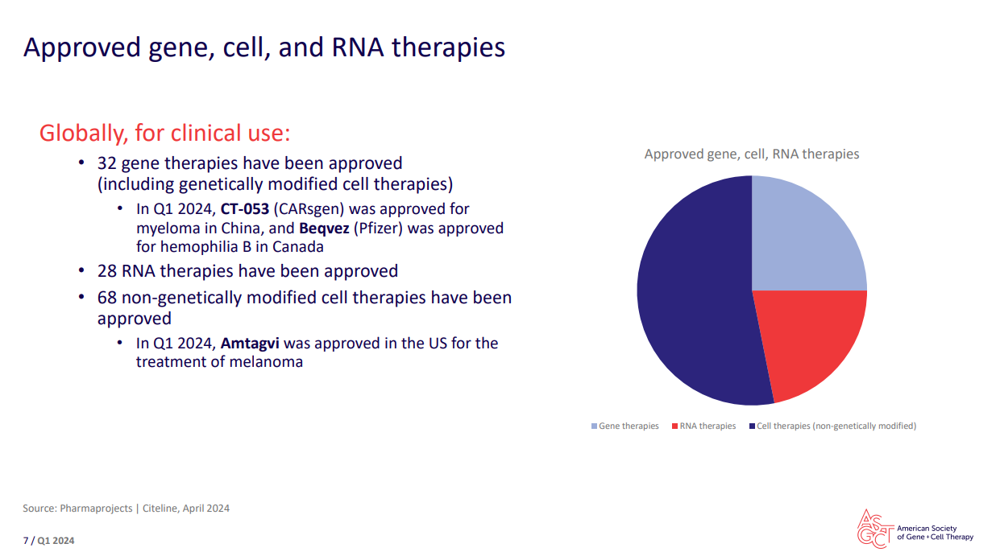 Approved gene, cell, and RNA therapies
Globally, for clinical use:
• 32 gene therapies have been approved
(including genetically modified cell therapies)
• In Q1 2024, CT-053 (CARsgen) was approved for
myeloma in China, and Beqvez (Pfizer) was approved
for hemophilia B in Canada
• 28 RNA therapies have been approved
• 68 non-genetically modified cell therapies have been
approved
• In Q1 2024, Amtagvi was approved in the US for the
treatment of melanoma
Approved gene, cell, RNA therapies
Gene therapies
RNA therapies
Cell therapies (non-genetically modified)
Source: Pharmaprojects | Citeline, April 2024
7 / Q1 2024
ASGCT
American Society
of Gene + Cell Therapy